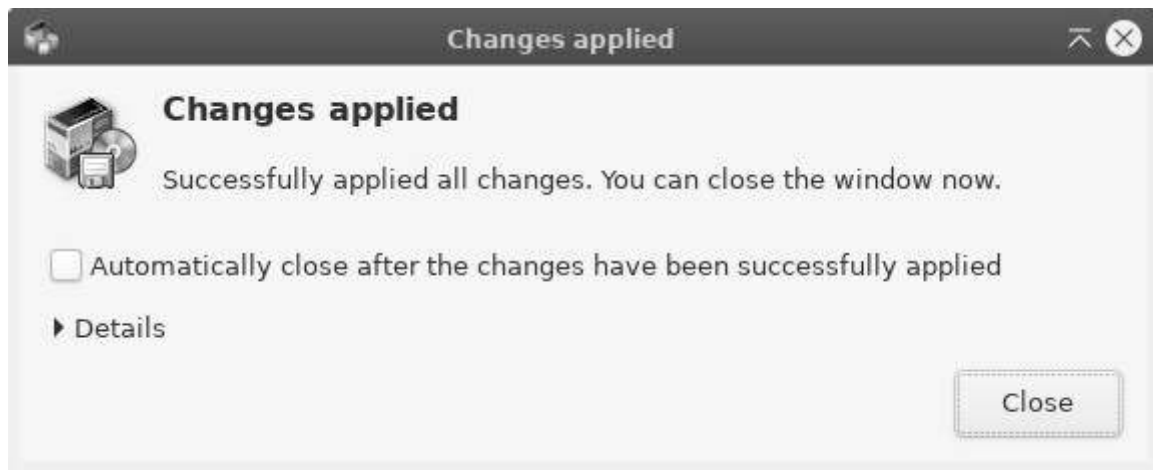 Changes applied
Changes applied
Successfully applied all changes. You can close the window now.
Automatically close after the changes have been successfully applied
Details
Close